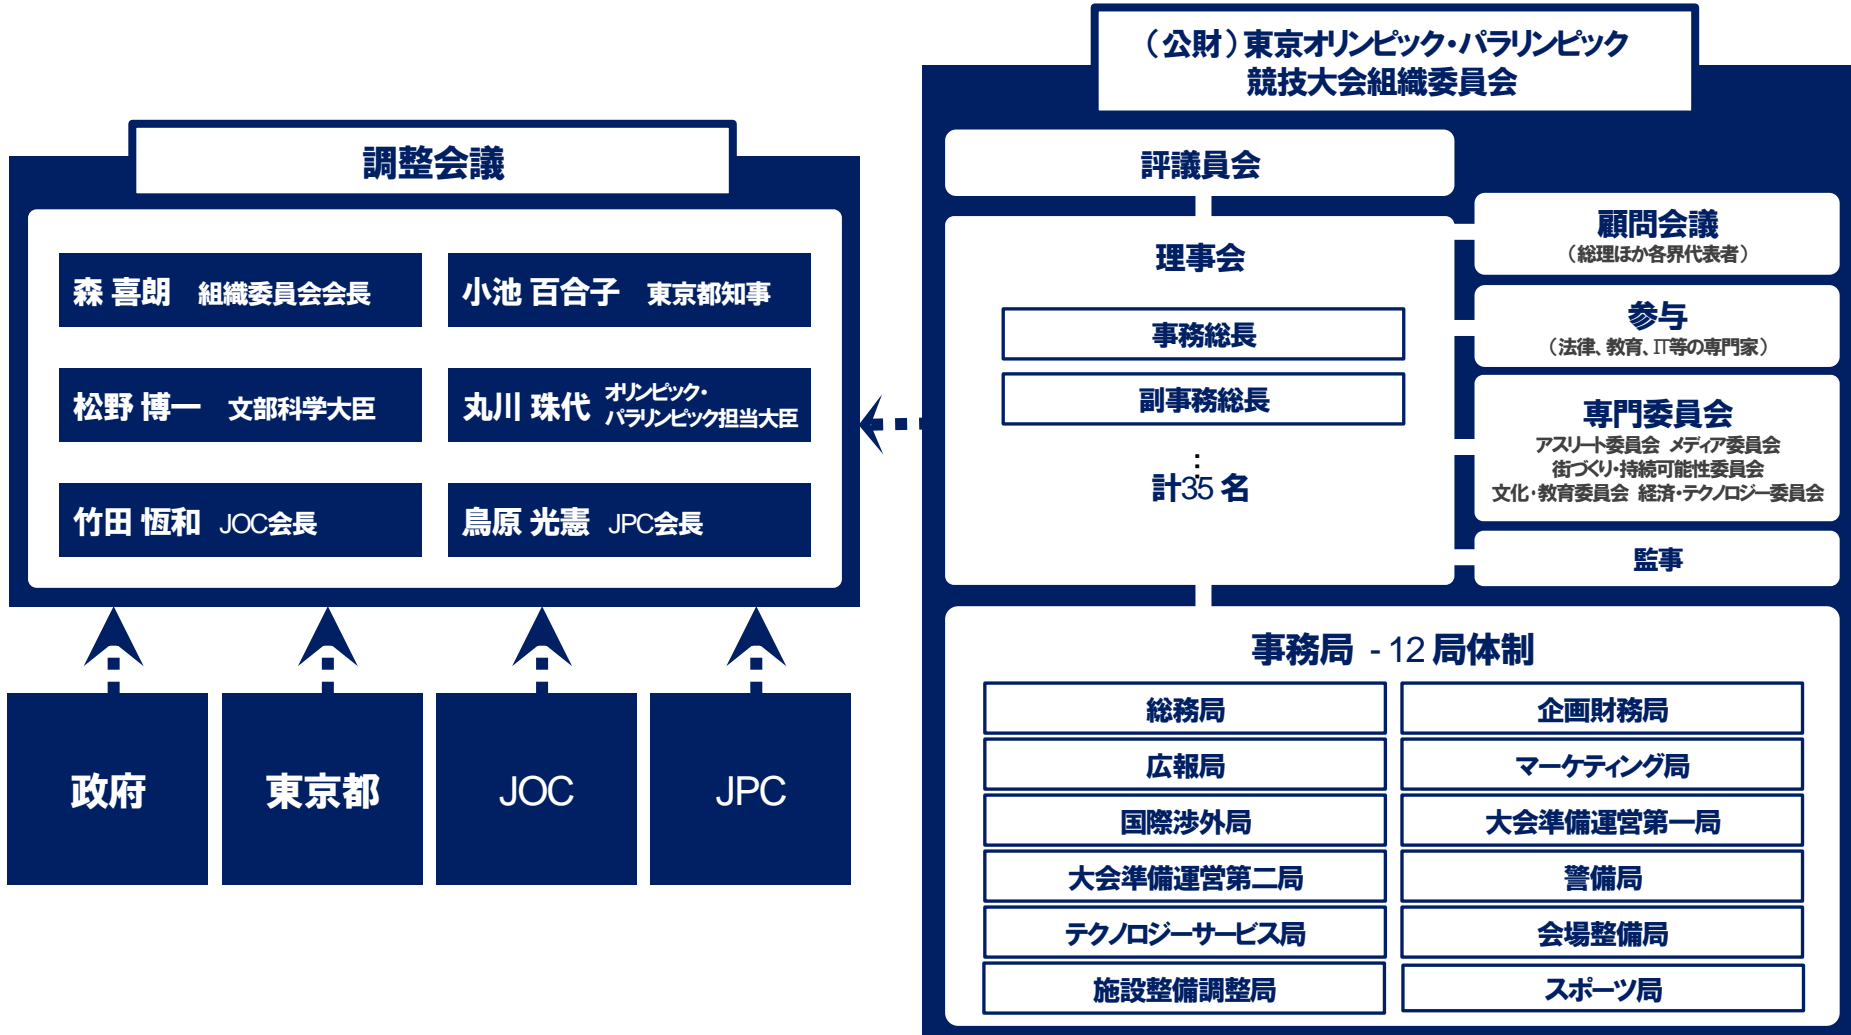 調整会議
森 喜朗 組織委員会会長
小池 百合子 東京都知事
松野 博一 文部科学大臣
丸川 珠代 オリンピック・
パラリンピック担当大臣
竹田 恆和 JOC会長
鳥原 光憲 JPC会長
政府
東京都
JOC
JPC
（公財）東京オリンピック・パラリンピック
競技大会組織委員会
評議員会
理事会
事務総長
副事務総長
⋮
計35 名
顧問会議
（総理ほか各界代表者）
参与
（法律、教育、IT等の専門家）
専門委員会
アスリート委員会 メディア委員会
街づくり・持続可能性委員会
文化・教育委員会 経済・テクノロジー委員会
監事
事務局 - 12 局体制
総務局
企画財務局
広報局
マーケティング局
国際渉外局
大会準備運営第一局
大会準備運営第二局
警備局
テクノロジーサービス局
会場整備局
施設整備調整局
スポーツ局